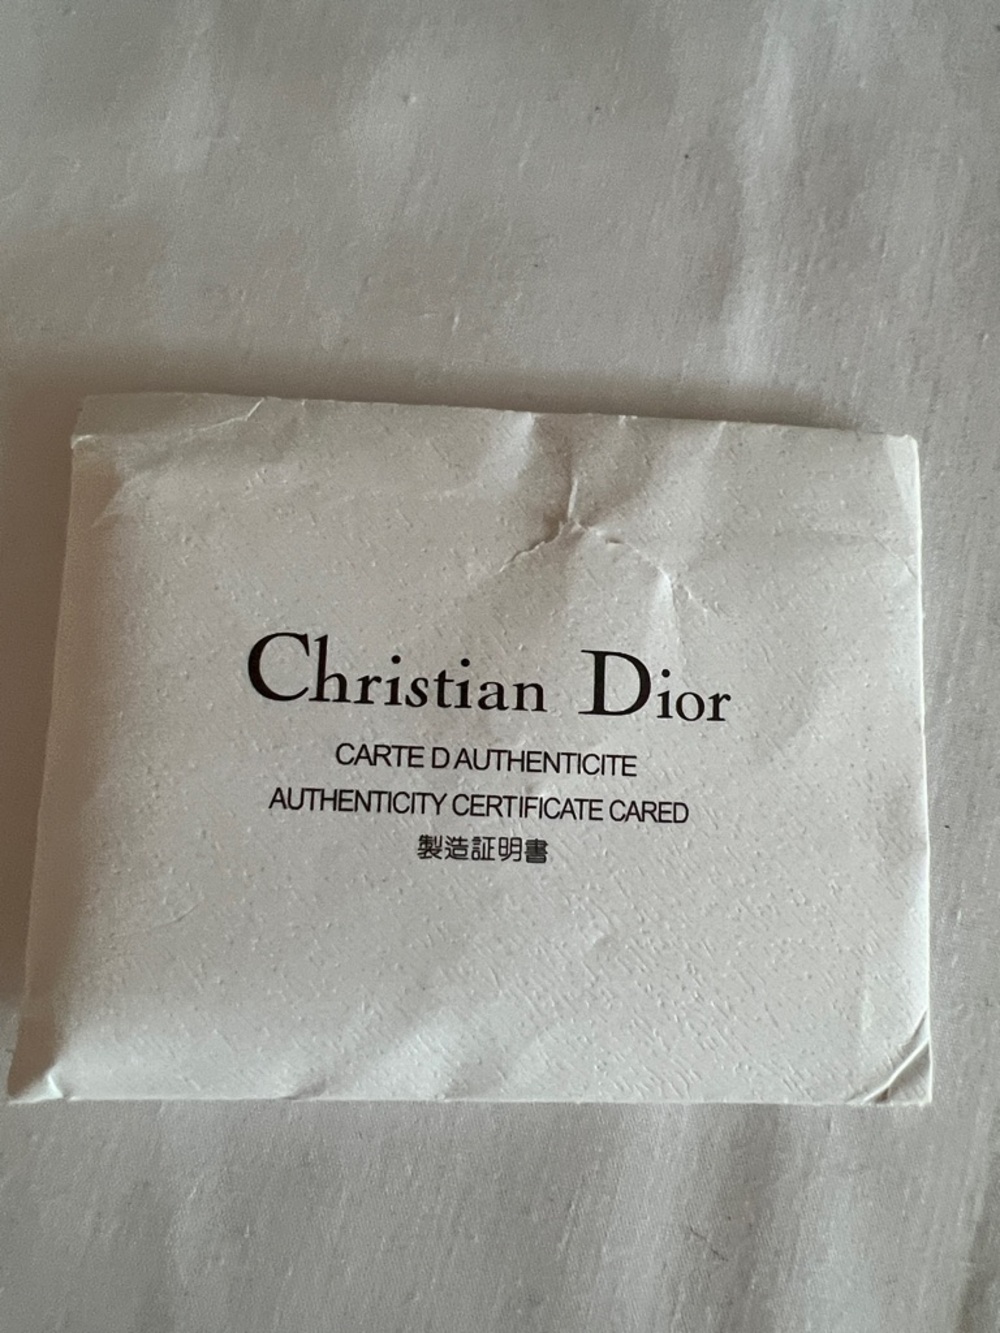 Christian Dior
CARTE D AUTHENTICITE
AUTHENTICITY CERTIFICATE CARED
製造証明書